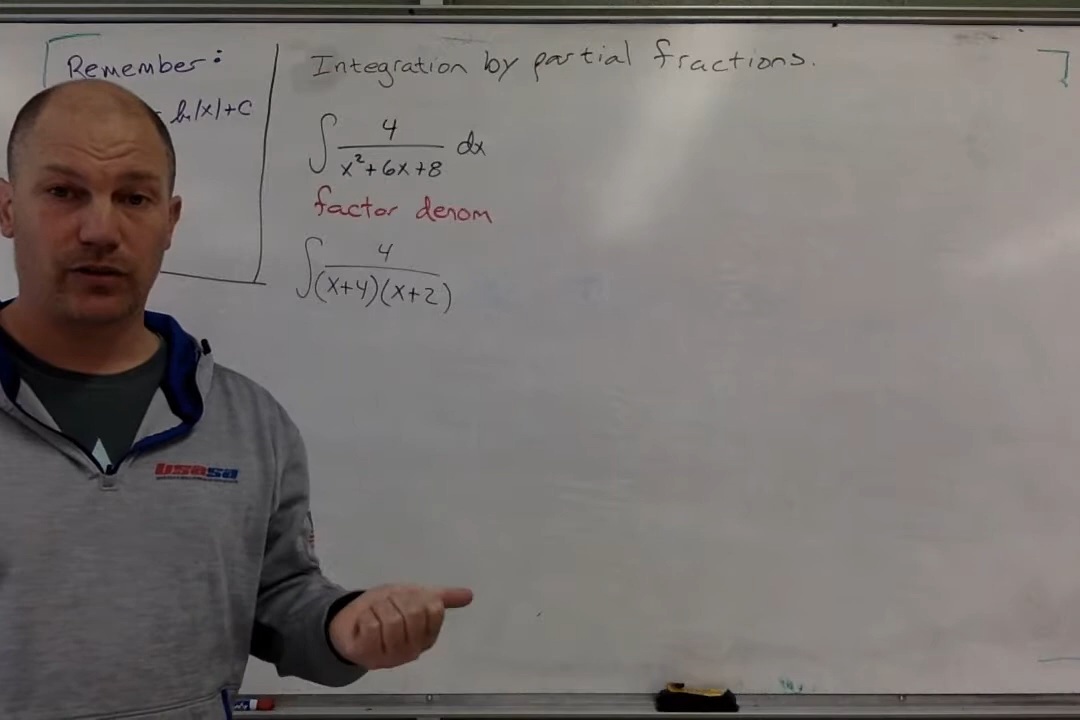 Remember:
ln|x|+C
Integration by partial fractions.
∫ 4
x²+6x+8 dx
factor denom
∫ 4
(x+4)(x+2)
usasa